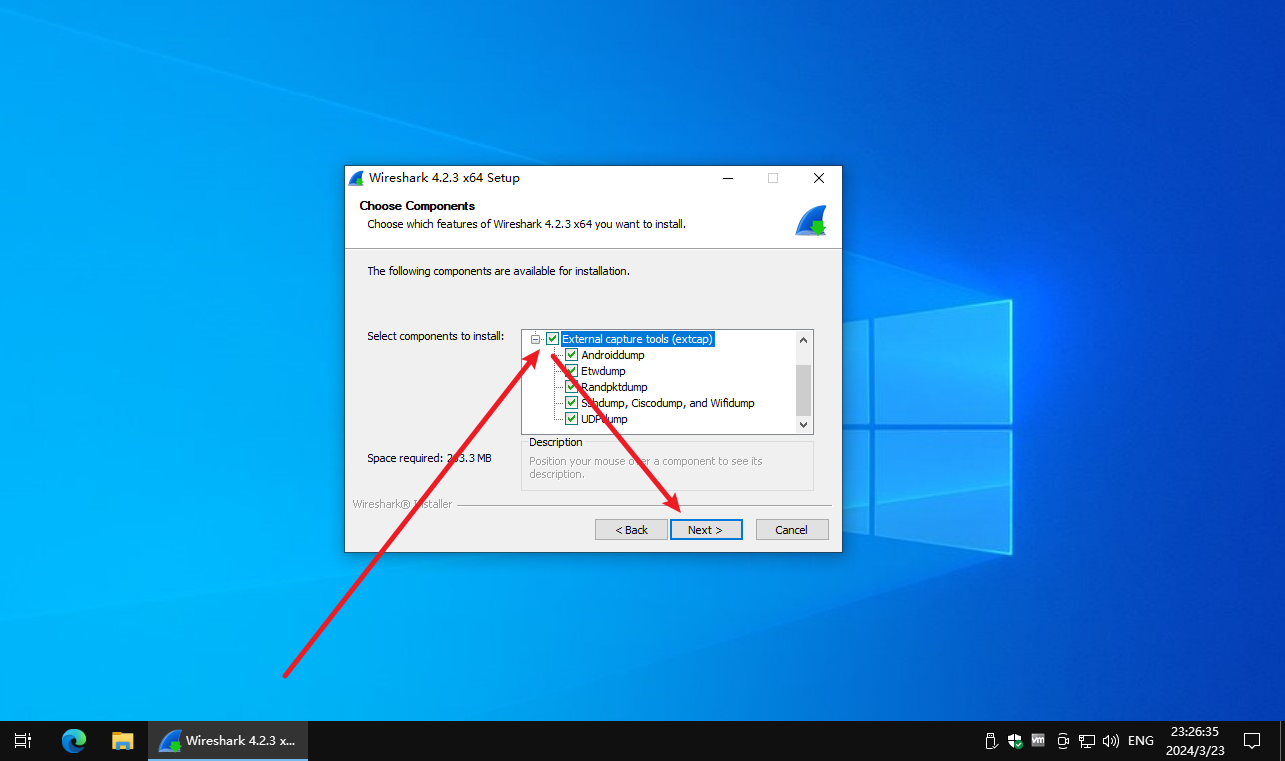 Wireshark 4.2.3 x64 Setup
Choose Components
Choose which features of Wireshark 4.2.3 x64 you want to install.
The following components are available for installation.
Select components to install:
External capture tools (extcap)
Androiddump
Etwdump
Randpktdump
Sshdump, Ciscodump, and Wifidump
UDPdump
Space required: 263.3 MB
Description
Position your mouse over a component to see its
description.
Wireshark® Installer
< Back
Next >
Cancel
Wireshark 4.2.3 x...
vm
ENG
23:26:35
2024/3/23